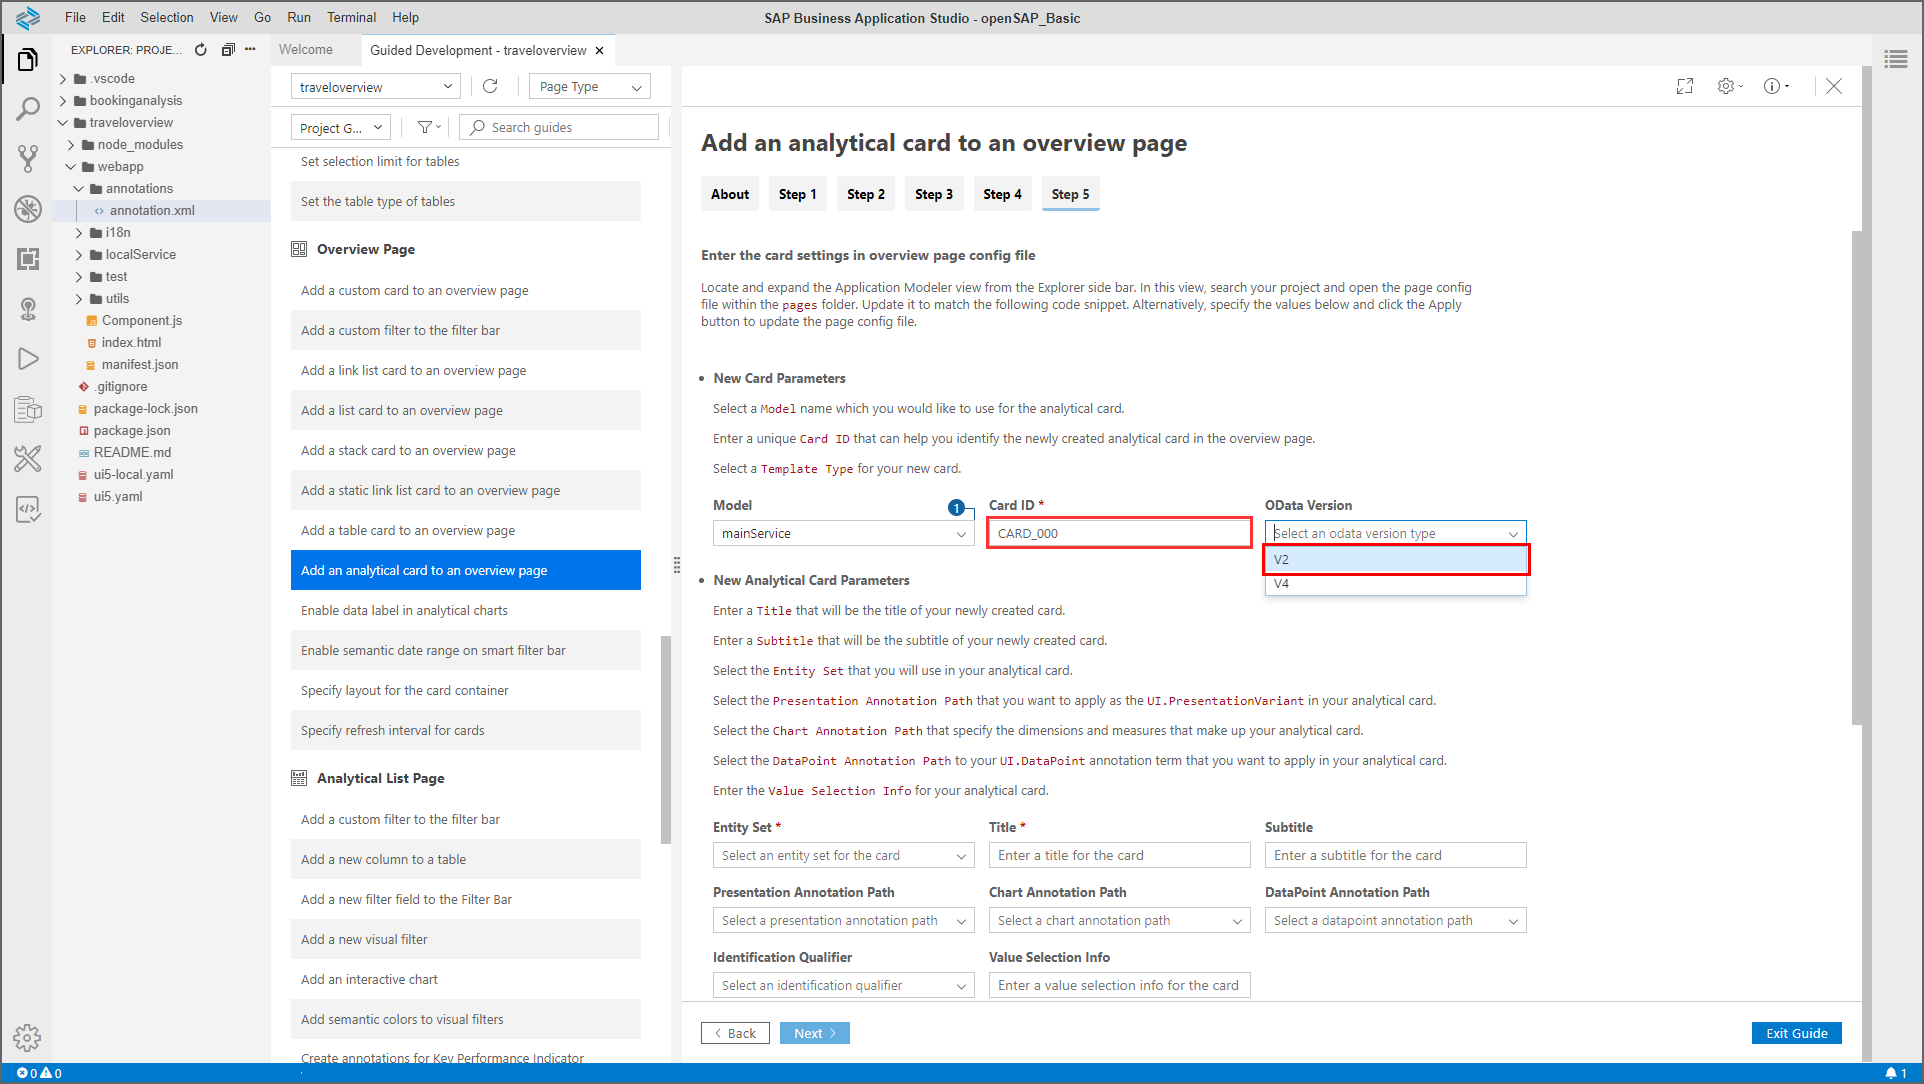 File Edit Selection View Go Run Terminal Help
SAP Business Application Studio - openSAP_Basic
EXPLORER: PROJE...
.vscode
bookinganalysis
traveloverview
node_modules
webapp
annotations
annotation.xml
i18n
localService
test
utils
Component.js
index.html
manifest.json
.gitignore
package-lock.json
package.json
README.md
ui5-local.yaml
ui5.yaml
Welcome
Guided Development - traveloverview
traveloverview
Page Type
Project G...
Search guides
Set selection limit for tables
Set the table type of tables
Overview Page
Add a custom card to an overview page
Add a custom filter to the filter bar
Add a link list card to an overview page
Add a list card to an overview page
Add a stack card to an overview page
Add a static link list card to an overview page
Add a table card to an overview page
Add an analytical card to an overview page
Enable data label in analytical charts
Enable semantic date range on smart filter bar
Specify layout for the card container
Specify refresh interval for cards
Analytical List Page
Add a custom filter to the filter bar
Add a new column to a table
Add a new filter field to the Filter Bar
Add a new visual filter
Add an interactive chart
Add semantic colors to visual filters
Create annotations for Key Performance Indicator
Add an analytical card to an overview page
About
Step 1
Step 2
Step 3
Step 4
Step 5
Enter the card settings in overview page config file
Locate and expand the Application Modeler view from the Explorer side bar. In this view, search your project and open the page config
file within the pages folder. Update it to match the following code snippet. Alternatively, specify the values below and click the Apply
button to update the page config file.
• New Card Parameters
Select a Model name which you would like to use for the analytical card.
Enter a unique Card ID that can help you identify the newly created analytical card in the overview page.
Select a Template Type for your new card.
Model
1
Card ID *
OData Version
mainService
CARD_000
Select an odata version type
V2
V4
• New Analytical Card Parameters
Enter a Title that will be the title of your newly created card.
Enter a Subtitle that will be the subtitle of your newly created card.
Select the Entity Set that you will use in your analytical card.
Select the Presentation Annotation Path that you want to apply as the UI.PresentationVariant in your analytical card.
Select the Chart Annotation Path that specify the dimensions and measures that make up your analytical card.
Select the DataPoint Annotation Path to your UI.DataPoint annotation term that you want to apply in your analytical card.
Enter the Value Selection Info for your analytical card.
Entity Set *
Title *
Subtitle
Select an entity set for the card
Enter a title for the card
Enter a subtitle for the card
Presentation Annotation Path
Chart Annotation Path
DataPoint Annotation Path
Select a presentation annotation path
Select a chart annotation path
Select a datapoint annotation path
Identification Qualifier
Value Selection Info
Select an identification qualifier
Enter a value selection info for the card
Back
Next
Exit Guide
0 0
1